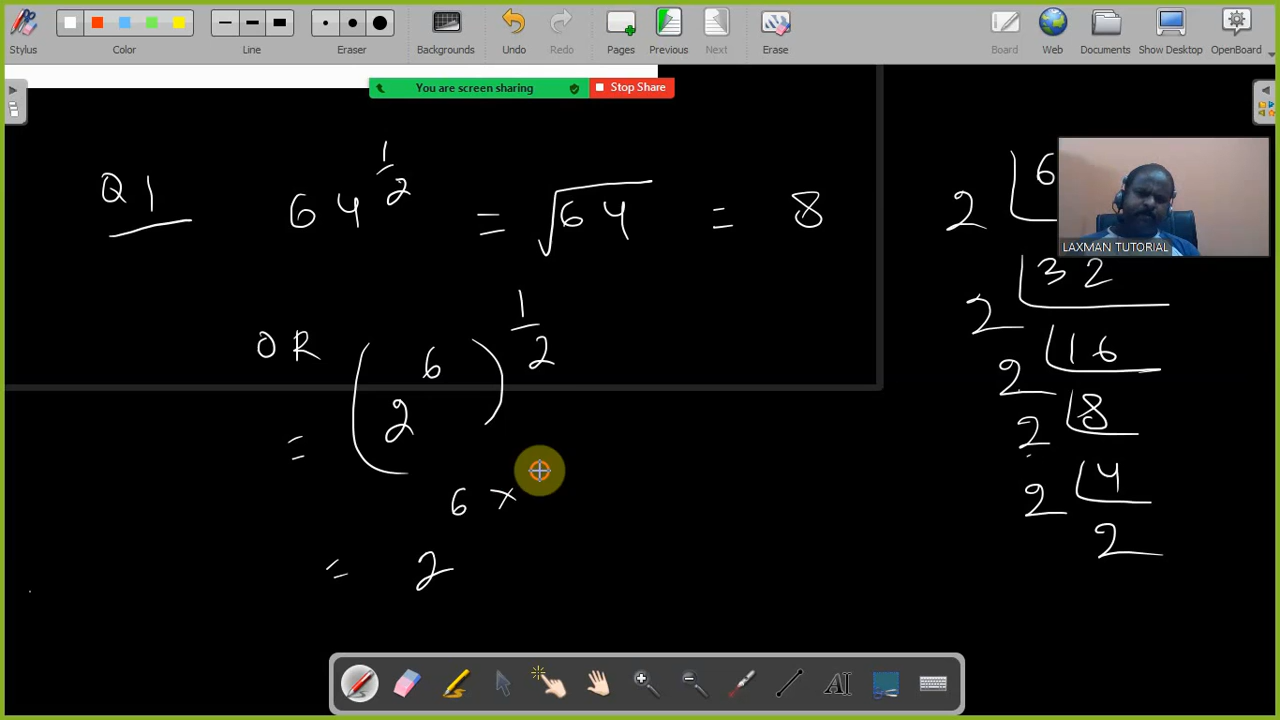 Stylus Color Line Eraser Backgrounds Undo Redo Pages Previous Next Erase Board Web Documents Show Desktop OpenBoard
You are screen sharing Stop Share
Q1 64^{1/2} = √64 = 8
OR
= (2^6)^{1/2}
= 2^{6 ×
2 6
2 32
2 16
2 8
2 4
2
LAXMAN TUTORIAL
AI